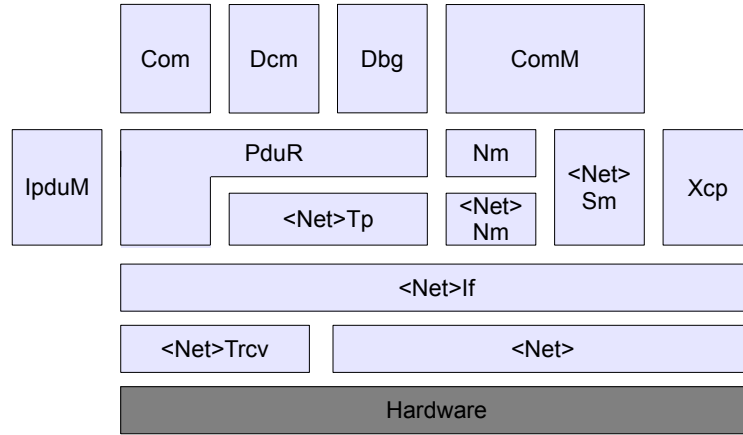 Com
Dcm
Dbg
ComM
IpduM
PduR
Nm
<Net>
Sm
Xcp
<Net>Tp
<Net>
Nm
<Net>If
<Net>Trcv
<Net>
Hardware